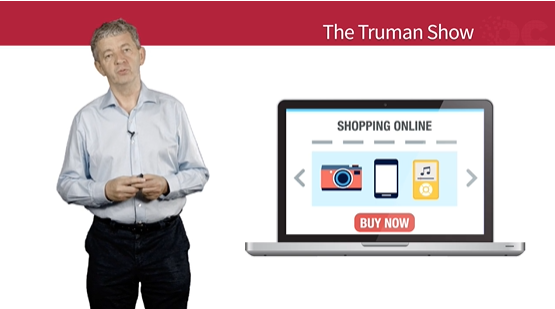 The Truman Show
SHOPPING ONLINE
BUY NOW